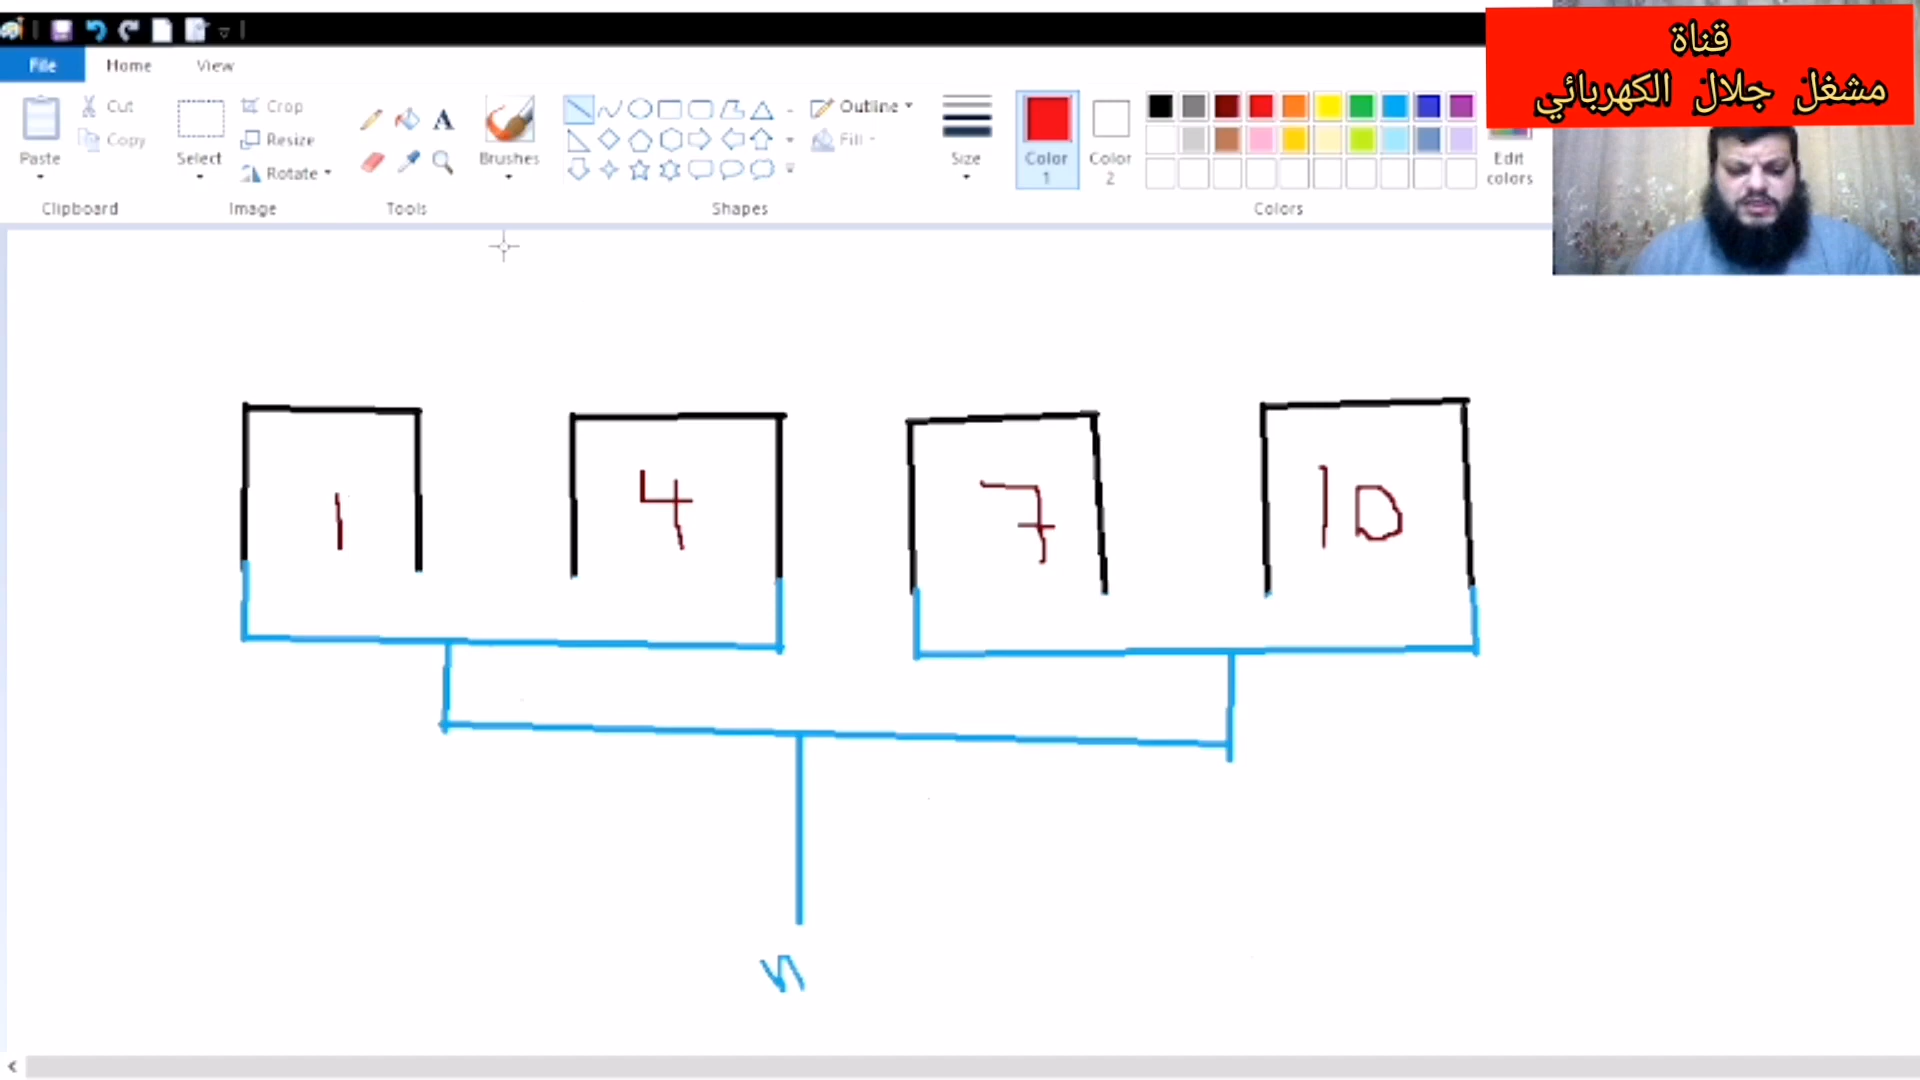 قناة
مشغل جلال الكهربائي
File Home View
Paste
Cut
Copy
Clipboard
Select
Crop
Resize
Rotate
Image
A
Tools
Brushes
Outline
Fill
Shapes
Size
Color 1
Color 2
Edit colors
Colors
1 4 7 10